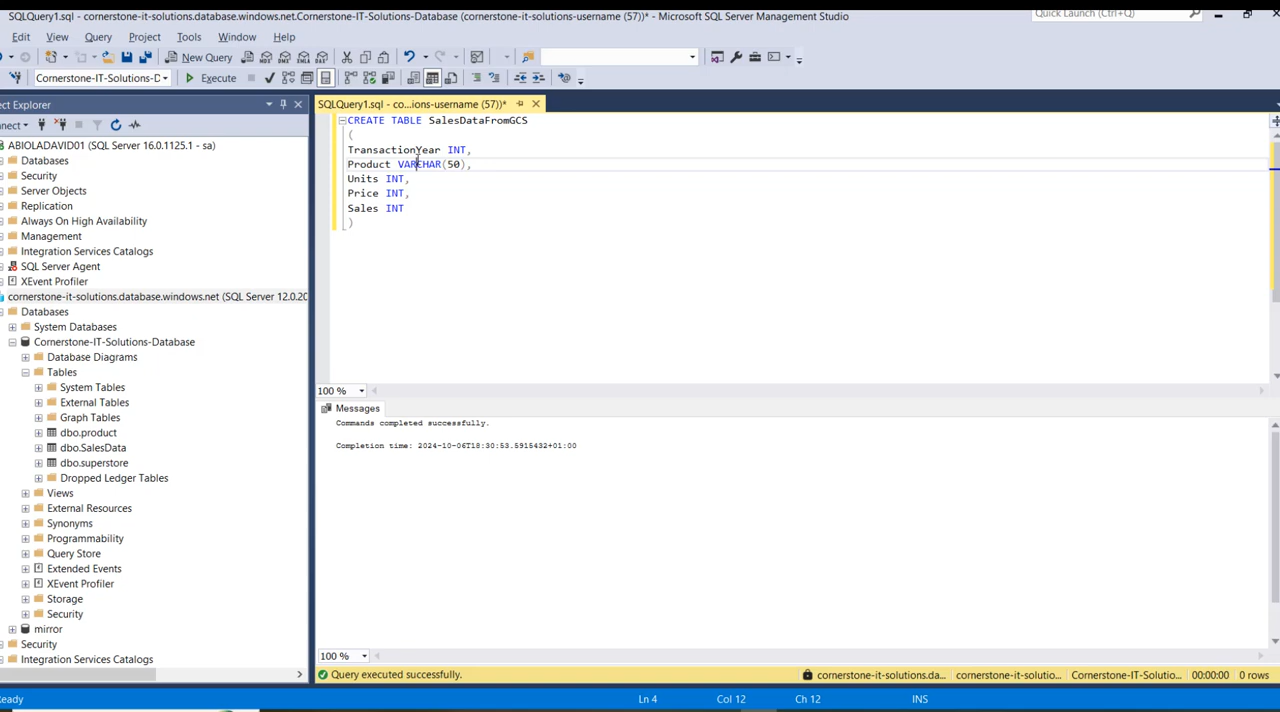 SQLQuery1.sql - cornerstone-it-solutions.database.windows.net.Cornerstone-IT-Solutions-Database (cornerstone-it-solutions-username (57))* - Microsoft SQL Server Management Studio
Quick Launch (Ctrl+Q)
Edit View Query Project Tools Window Help
New Query
Cornerstone-IT-Solutions-D Execute
ect Explorer
SQLQuery1.sql - co...ions-username (57))*
nect
ABIOLADAVID01 (SQL Server 16.0.1125.1 - sa)
Databases
Security
Server Objects
Replication
Always On High Availability
Management
Integration Services Catalogs
SQL Server Agent
XEvent Profiler
cornerstone-it-solutions.database.windows.net (SQL Server 12.0.20
Databases
System Databases
Cornerstone-IT-Solutions-Database
Database Diagrams
Tables
System Tables
External Tables
Graph Tables
dbo.product
dbo.SalesData
dbo.superstore
Dropped Ledger Tables
Views
External Resources
Synonyms
Programmability
Query Store
Extended Events
XEvent Profiler
Storage
Security
mirror
Security
Integration Services Catalogs
CREATE TABLE SalesDataFromGCS
(
TransactionYear INT,
Product VARCHAR(50),
Units INT,
Price INT,
Sales INT
)
100 %
Messages
Commands completed successfully.
Completion time: 2024-10-06T18:30:53.5915432+01:00
100 %
Query executed successfully. cornerstone-it-solutions.da... cornerstone-it-solutio... Cornerstone-IT-Solutio... 00:00:00 0 rows
Ready Ln 4 Col 12 Ch 12 INS